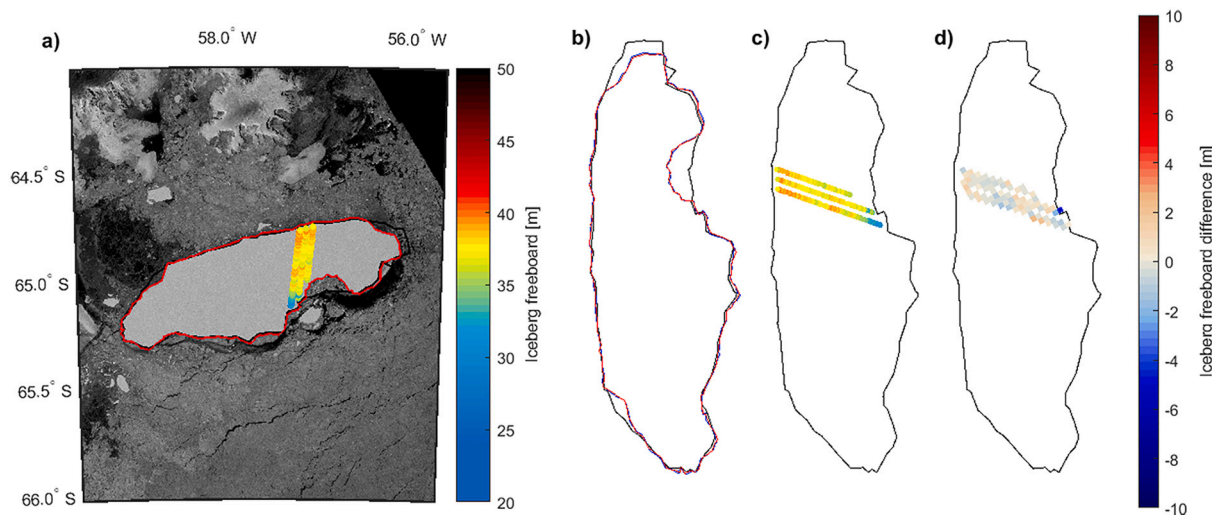 a)
58.0° W
56.0° W
64.5° S
65.0° S
65.5° S
66.0° S
50
45
40
35
30
25
20
Iceberg freeboard [m]
b)
c)
d)
10
8
6
4
2
0
-2
-4
-6
-8
-10
Iceberg freeboard difference [m]